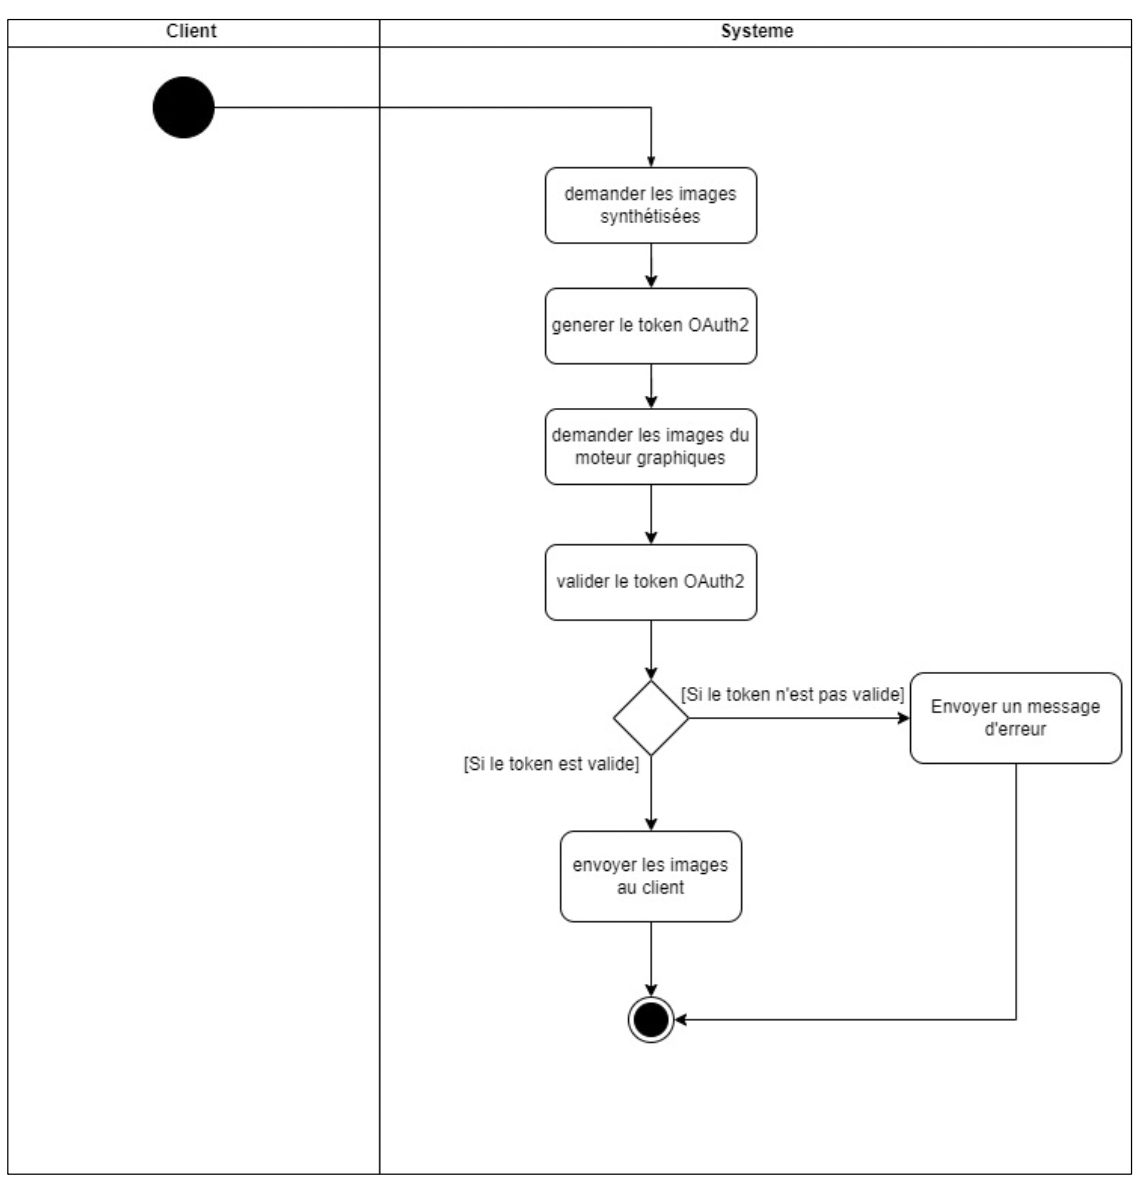 Client
Systeme
demander les images
synthétisées
generer le token OAuth2
demander les images du
moteur graphiques
valider le token OAuth2
[Si le token n'est pas valide]
Envoyer un message
d'erreur
[Si le token est valide]
envoyer les images
au client